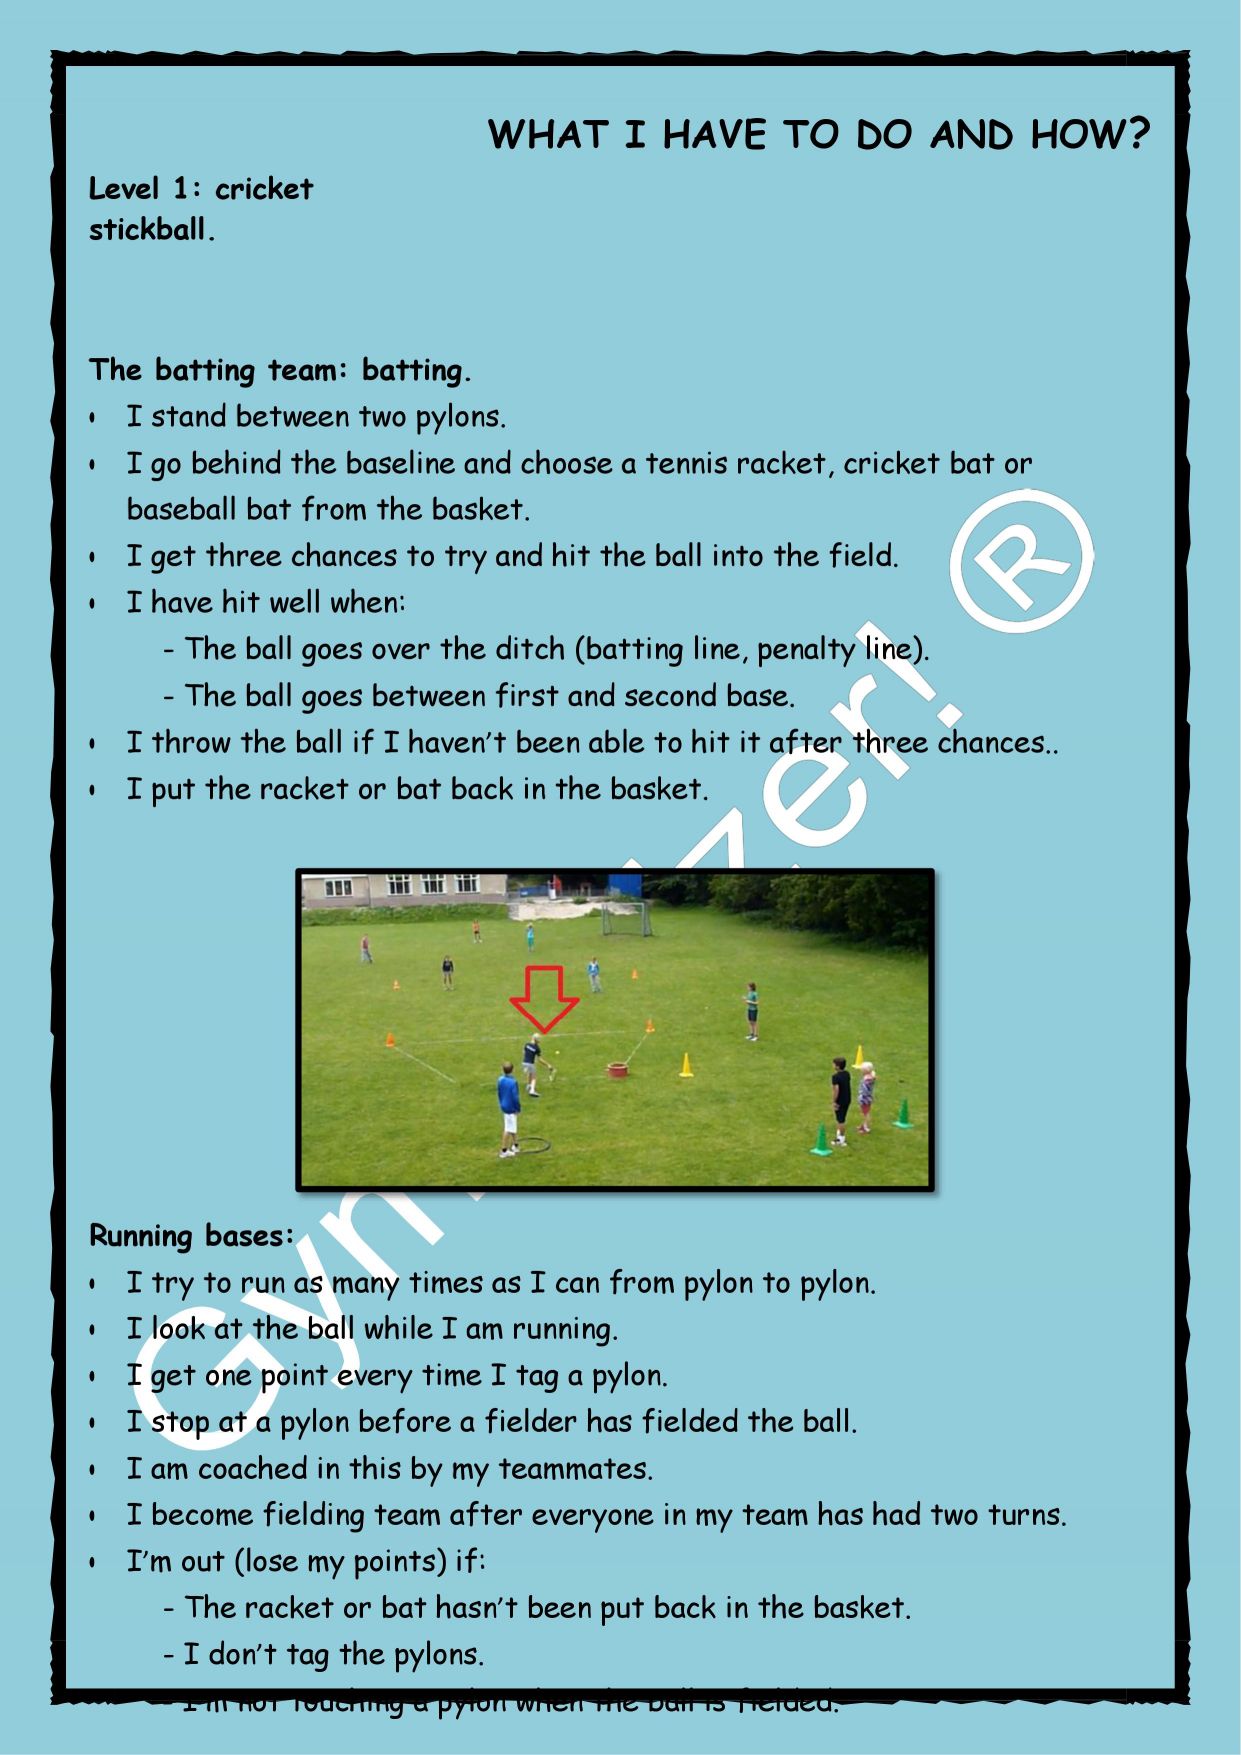 WHAT I HAVE TO DO AND HOW?
Level 1: cricket
stickball.
The batting team: batting.
• I stand between two pylons.
• I go behind the baseline and choose a tennis racket, cricket bat or
baseball bat from the basket.
• I get three chances to try and hit the ball into the field.
• I have hit well when:
- The ball goes over the ditch (batting line, penalty line).
- The ball goes between first and second base.
• I throw the ball if I haven't been able to hit it after three chances..
• I put the racket or bat back in the basket.
Running bases:
• I try to run as many times as I can from pylon to pylon.
• I look at the ball while I am running.
• I get one point every time I tag a pylon.
• I stop at a pylon before a fielder has fielded the ball.
• I am coached in this by my teammates.
• I become fielding team after everyone in my team has had two turns.
• I'm out (lose my points) if:
- The racket or bat hasn't been put back in the basket.
- I don't tag the pylons.
- I'm not touching a pylon when the ball is fielded.